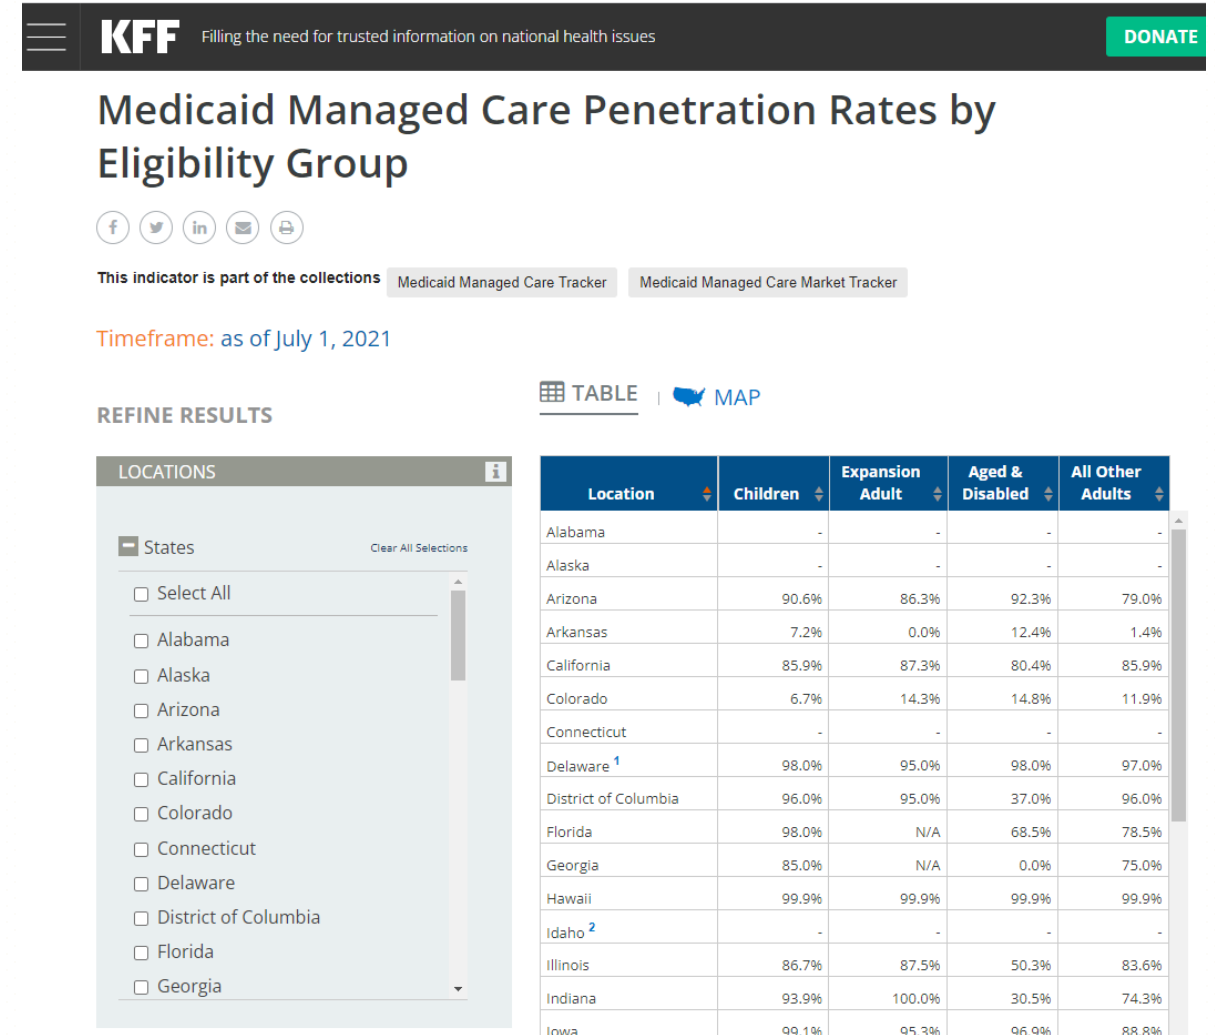 KFF Filling the need for trusted information on national health issues DONATE
Medicaid Managed Care Penetration Rates by
Eligibility Group
This indicator is part of the collections Medicaid Managed Care Tracker Medicaid Managed Care Market Tracker
Timeframe: as of July 1, 2021
TABLE | MAP
REFINE RESULTS
LOCATIONS i
States Clear All Selections
Select All
Alabama
Alaska
Arizona
Arkansas
California
Colorado
Connecticut
Delaware
District of Columbia
Florida
Georgia
Location Children Expansion Adult Aged & Disabled All Other Adults
Alabama - - - -
Alaska - - - -
Arizona 90.6% 86.3% 92.3% 79.0%
Arkansas 7.2% 0.0% 12.4% 1.4%
California 85.9% 87.3% 80.4% 85.9%
Colorado 6.7% 14.3% 14.8% 11.9%
Connecticut - - - -
Delaware 1 98.0% 95.0% 98.0% 97.0%
District of Columbia 96.0% 95.0% 37.0% 96.0%
Florida 98.0% N/A 68.5% 78.5%
Georgia 85.0% N/A 0.0% 75.0%
Hawaii 99.9% 99.9% 99.9% 99.9%
Idaho 2 - - - -
Illinois 86.7% 87.5% 50.3% 83.6%
Indiana 93.9% 100.0% 30.5% 74.3%
Iowa 99.1% 95.3% 96.9% 88.8%